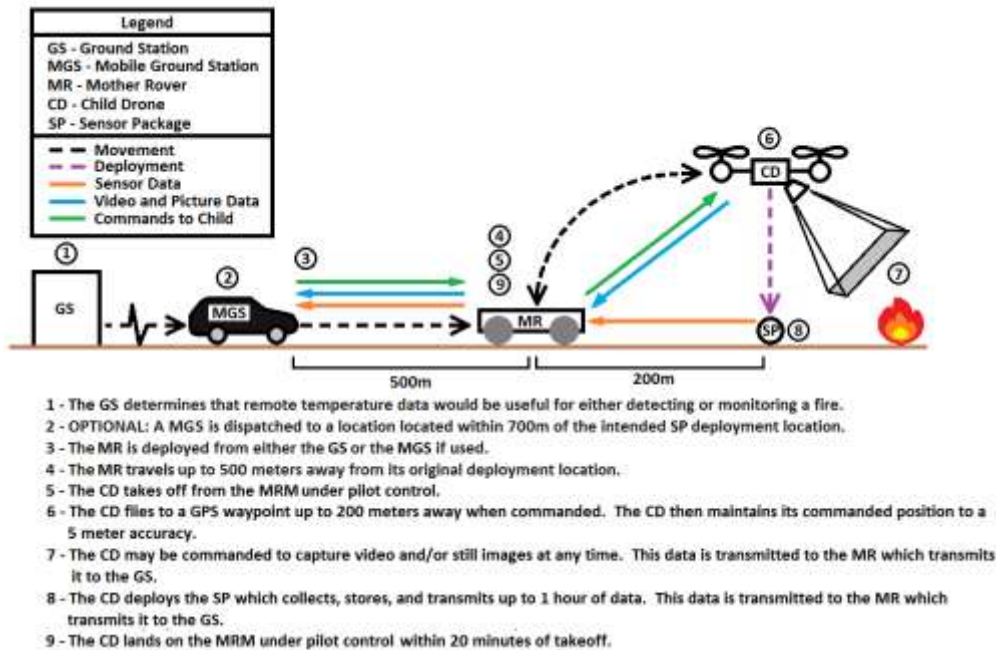 Legend
GS - Ground Station
MGS - Mobile Ground Station
MR - Mother Rover
CD - Child Drone
SP - Sensor Package
Movement
Deployment
Sensor Data
Video and Picture Data
Commands to Child
1
GS
2
MGS
3
4
5
9
MR
6
CD
7
SP
8
500m
200m
1 - The GS determines that remote temperature data would be useful for either detecting or monitoring a fire.
2 - OPTIONAL: A MGS is dispatched to a location located within 700m of the intended SP deployment location.
3 - The MR is deployed from either the GS or the MGS if used.
4 - The MR travels up to 500 meters away from its original deployment location.
5 - The CD takes off from the MRM under pilot control.
6 - The CD flies to a GPS waypoint up to 200 meters away when commanded. The CD then maintains its commanded position to a
5 meter accuracy.
7 - The CD may be commanded to capture video and/or still images at any time. This data is transmitted to the MR which transmits
it to the GS.
8 - The CD deploys the SP which collects, stores, and transmits up to 1 hour of data. This data is transmitted to the MR which
transmits it to the GS.
9 - The CD lands on the MRM under pilot control within 20 minutes of takeoff.